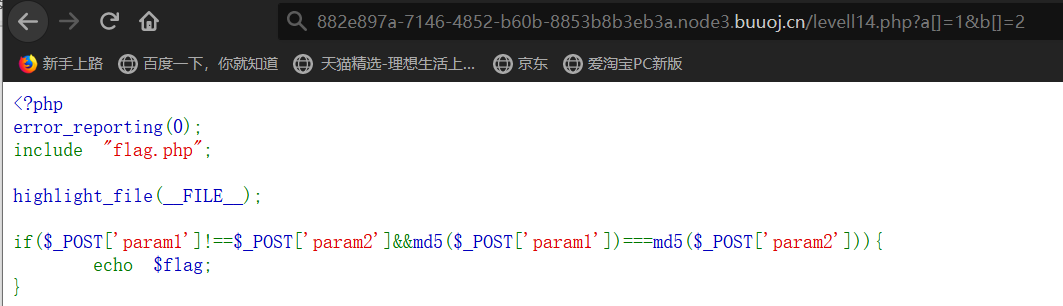 882e897a-7146-4852-b60b-8853b8b3eb3a.node3.buuoj.cn/levell14.php?a[]=1&b[]=2
新手上路 百度一下，你就知道 天猫精选-理想生活上... 京东 爱淘宝PC新版
<?php
error_reporting(0);
include "flag.php";
highlight_file(__FILE__);
if($_POST['param1']!==$_POST['param2']&&md5($_POST['param1'])===md5($_POST['param2'])){
echo $flag;
}